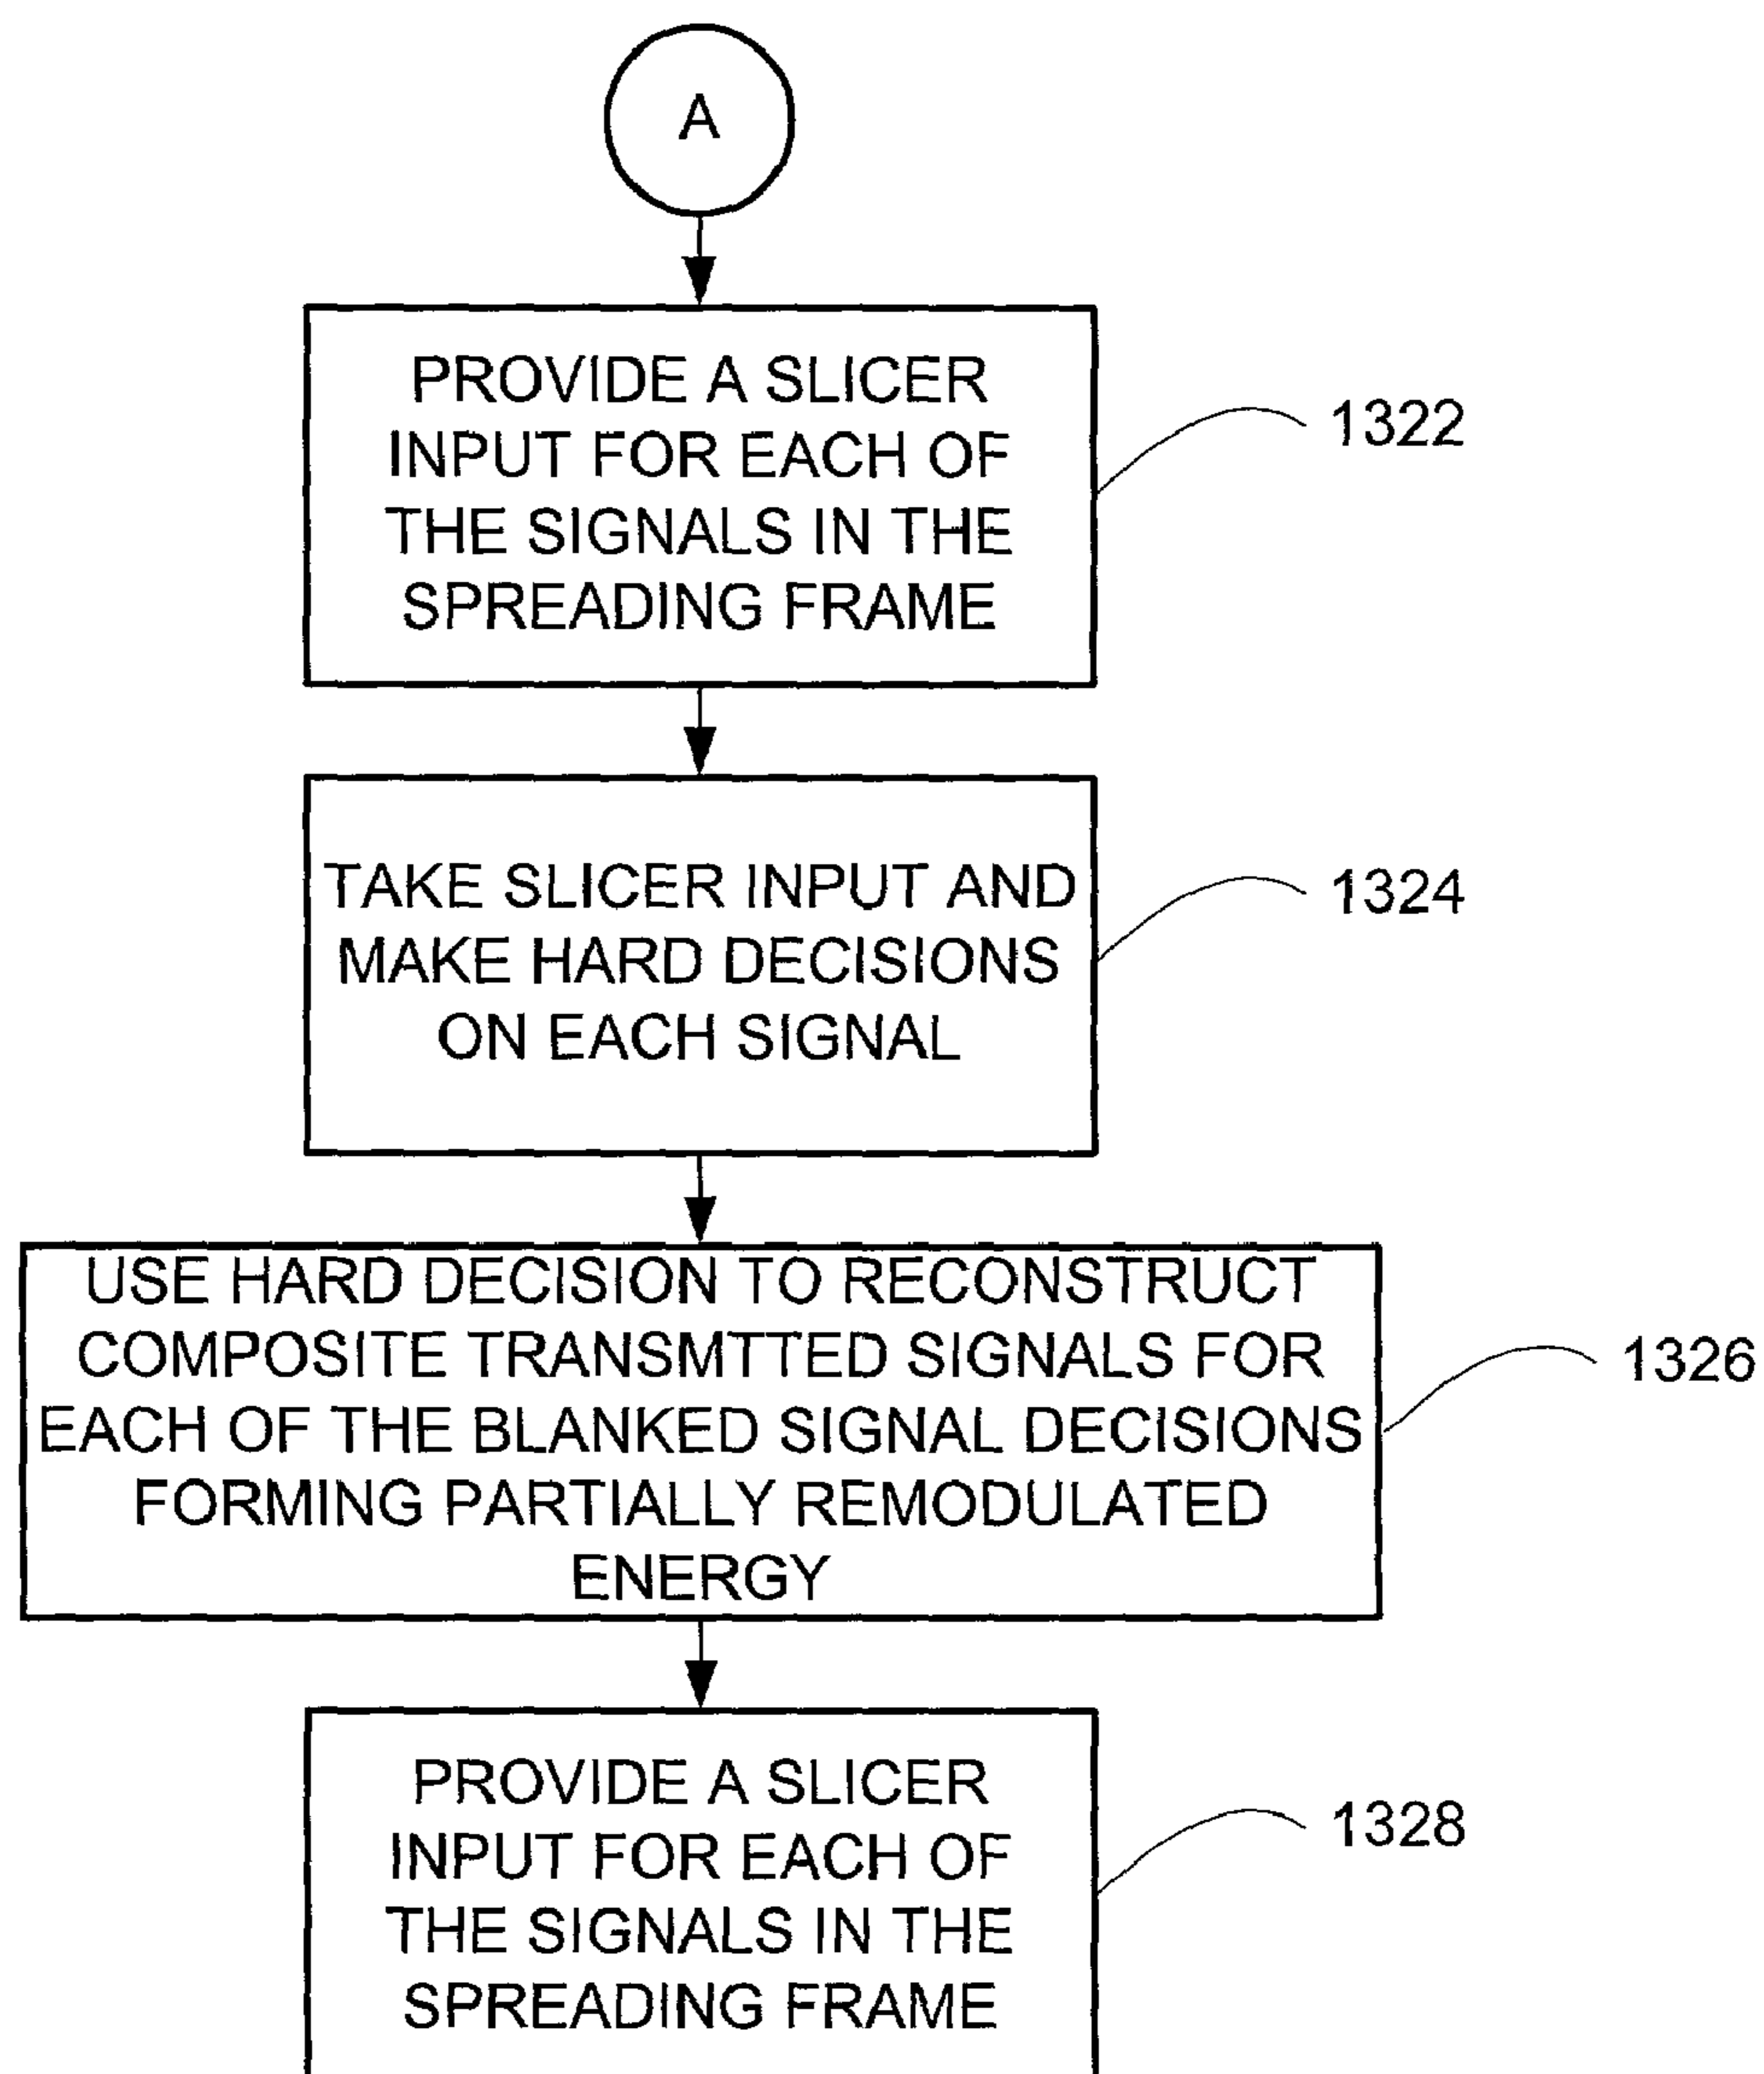 A
PROVIDE A SLICER
INPUT FOR EACH OF
THE SIGNALS IN THE
SPREADING FRAME
1322
TAKE SLICER INPUT AND
MAKE HARD DECISIONS
ON EACH SIGNAL
1324
USE HARD DECISION TO RECONSTRUCT
COMPOSITE TRANSMTTED SIGNALS FOR
EACH OF THE BLANKED SIGNAL DECISIONS
FORMING PARTIALLY REMODULATED
ENERGY
1326
PROVIDE A SLICER
INPUT FOR EACH OF
THE SIGNALS IN THE
SPREADING FRAME
1328